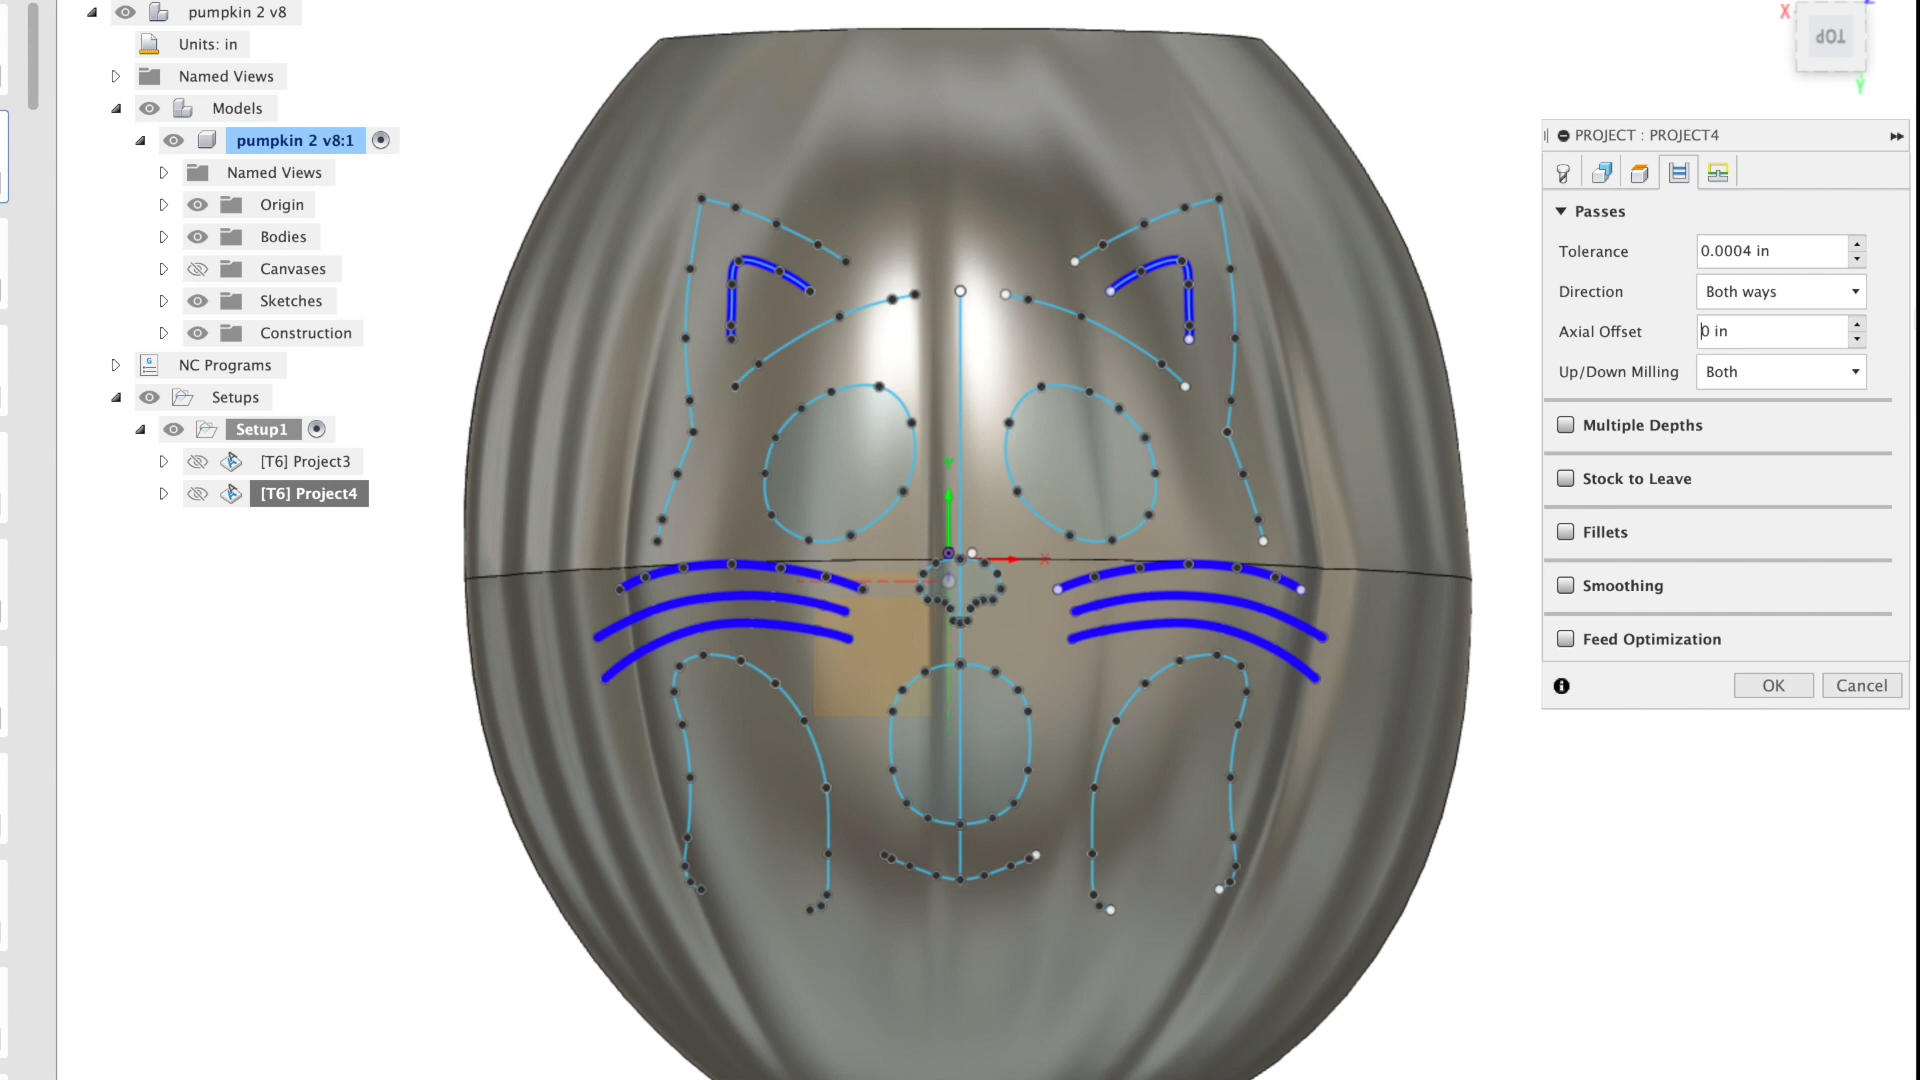 pumpkin 2 v8
Units: in
Named Views
Models
pumpkin 2 v8:1
Named Views
Origin
Bodies
Canvases
Sketches
Construction
G
NC Programs
Setups
Setup1
[T6] Project3
[T6] Project4
Y
X
X
TOP
Y
PROJECT : PROJECT4
Passes
Tolerance 0.0004 in
Direction Both ways
Axial Offset 0 in
Up/Down Milling Both
Multiple Depths
Stock to Leave
Fillets
Smoothing
Feed Optimization
OK Cancel